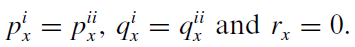 $p_x^i = p_x^{ii}$, $q_x^i = q_x^{ii}$ and $r_x = 0.$